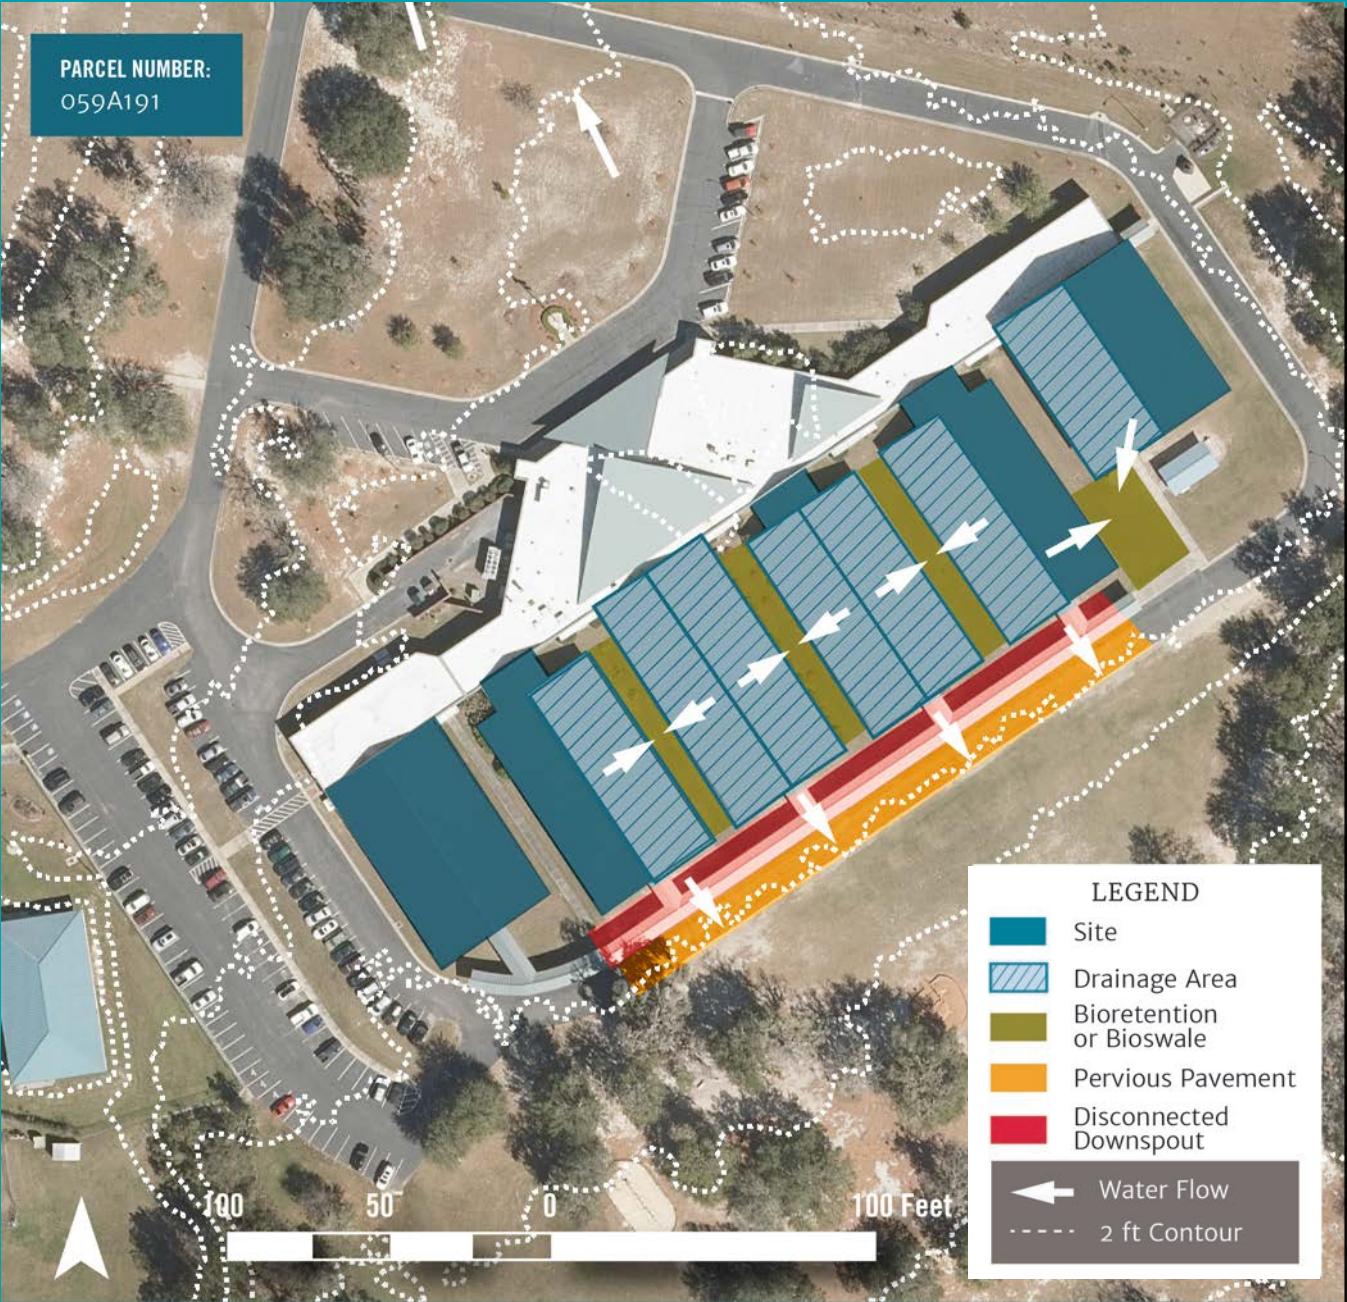 PARCEL NUMBER:
059A191
LEGEND
Site
Drainage Area
Bioretention
or Bioswale
Pervious Pavement
Disconnected
Downspout
Water Flow
2 ft Contour
100 50 0 100 Feet